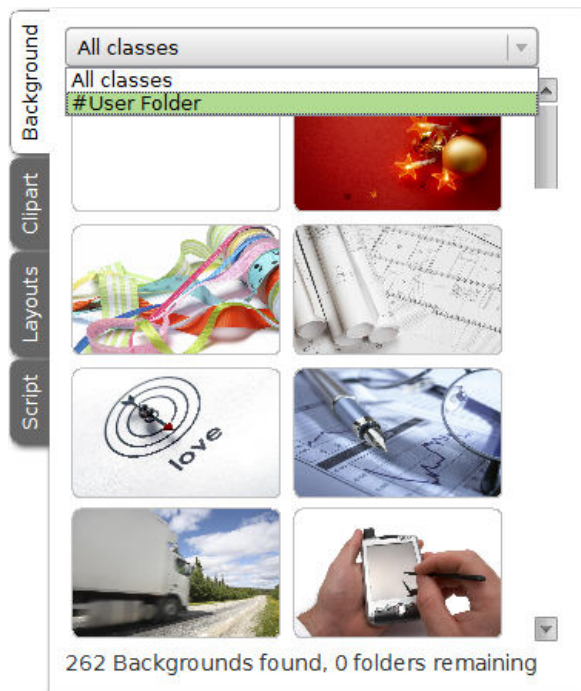 Background
Clipart
Layouts
Script
All classes
All classes
#User Folder
love
262 Backgrounds found, 0 folders remaining